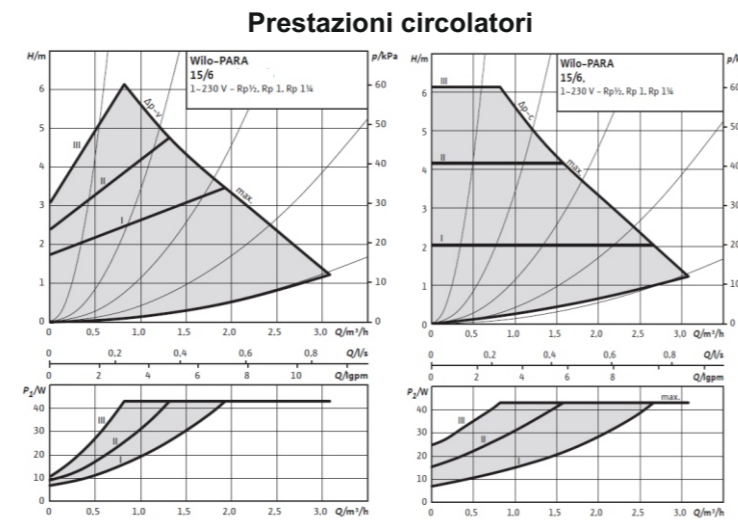 Prestazioni circolatori
H/m
Wilo-PARA
15/6
1~230 V - Rp½, Rp 1, Rp 1¼
p/kPa
6
5
4
3
2
1
0
60
50
40
30
20
10
0
Δp-v
max.
III
II
I
0 0,5 1,0 1,5 2,0 2,5 3,0 Q/m³/h
0 0,2 0,4 0,6 0,8 Q/l/s
0 2 4 6 8 10 Q/lgpm
P₂/W
40
30
20
10
0
III
II
I
0 0,5 1,0 1,5 2,0 2,5 3,0 Q/m³/h
H/m
Wilo-PARA
15/6,
1~230 V - Rp½, Rp 1, Rp 1¼
6
5
4
3
2
1
0
Δp-c
max.
III
II
I
0 0,5 1,0 1,5 2,0 2,5 3,0 Q/m³/h
0 0,2 0,4 0,6 0,8 Q/l/s
0 2 4 6 8 Q/lgpm
P₂/W
40
30
20
10
0
max.
III
II
I
0 0,5 1,0 1,5 2,0 2,5 3,0 Q/m³/h